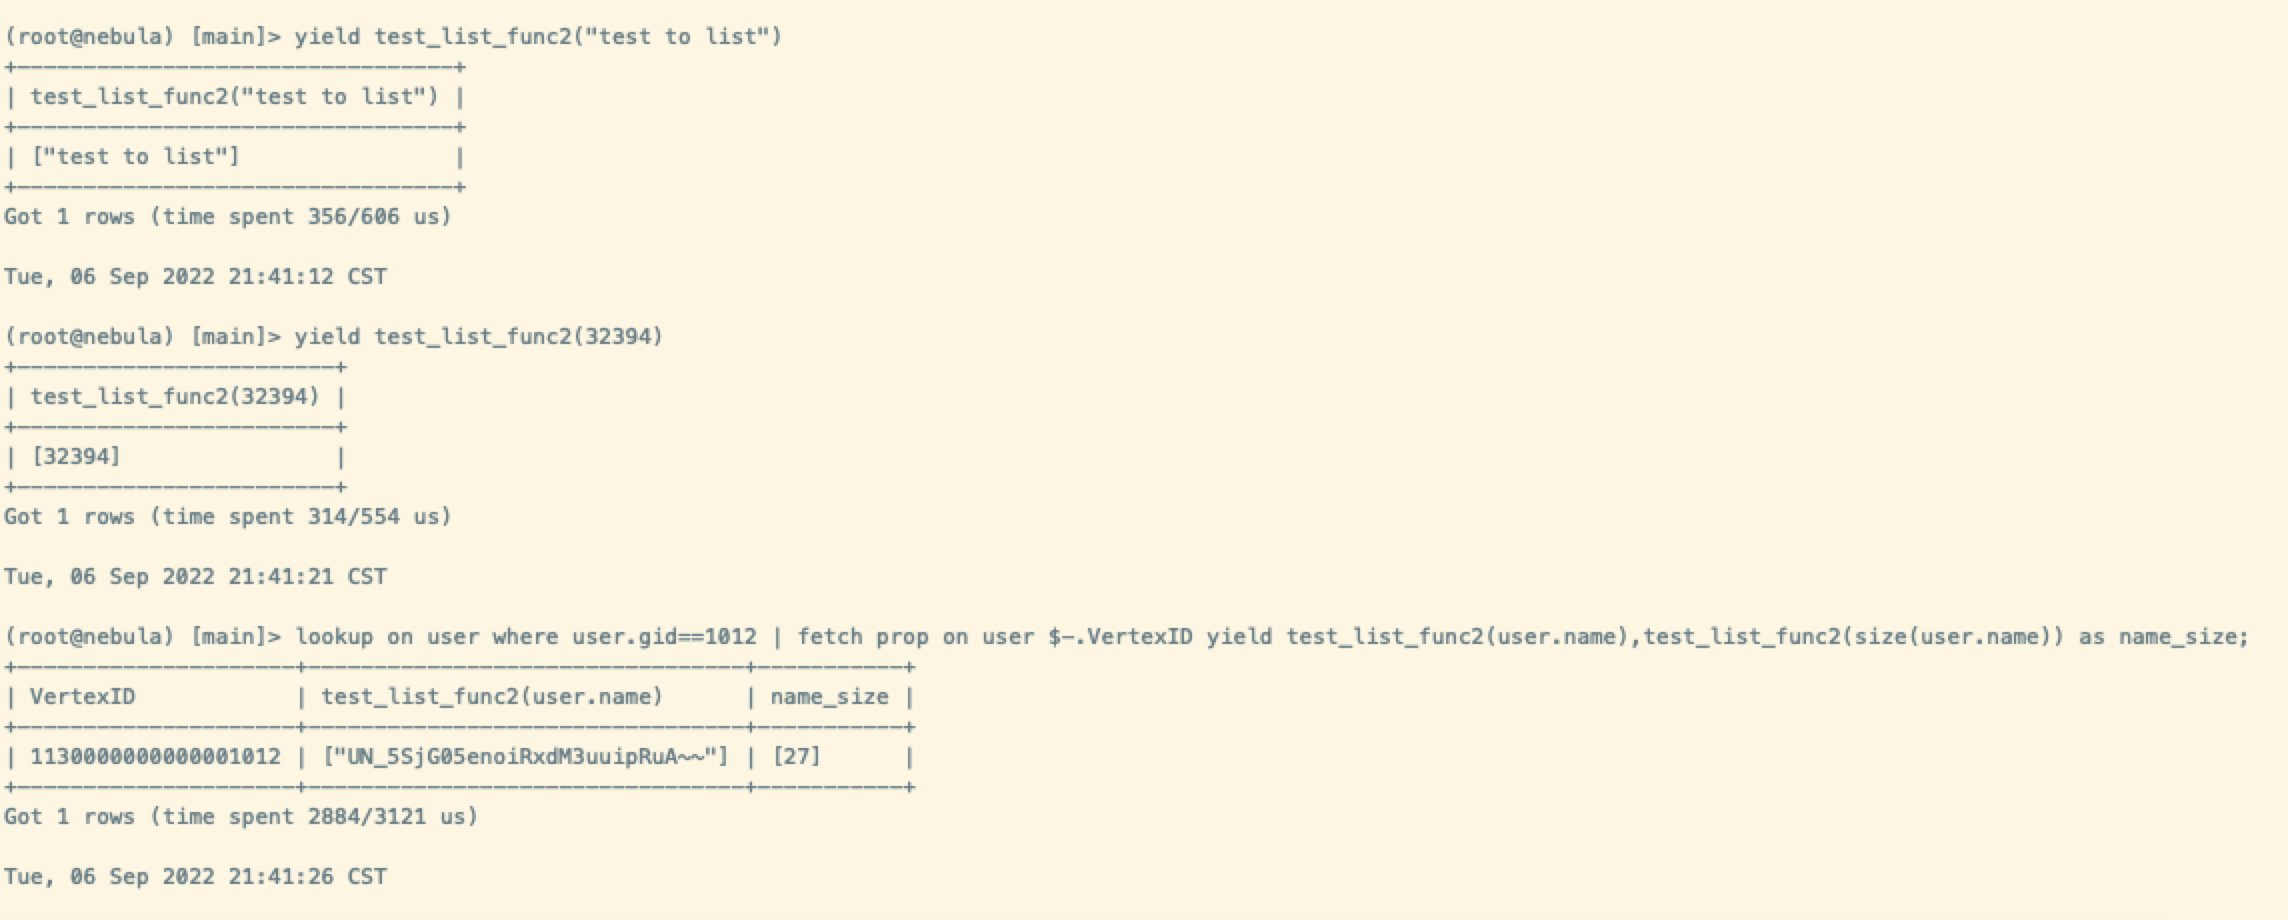 (root@nebula) [main]> yield test_list_func2("test to list")
+---------------------------------+
| test_list_func2("test to list") |
+---------------------------------+
| ["test to list"]                |
+---------------------------------+
Got 1 rows (time spent 356/606 us)
Tue, 06 Sep 2022 21:41:12 CST
(root@nebula) [main]> yield test_list_func2(32394)
+------------------------+
| test_list_func2(32394) |
+------------------------+
| [32394]                |
+------------------------+
Got 1 rows (time spent 314/554 us)
Tue, 06 Sep 2022 21:41:21 CST
(root@nebula) [main]> lookup on user where user.gid==1012 | fetch prop on user $-.VertexID yield test_list_func2(user.name),test_list_func2(size(user.name)) as name_size;
+---------------------+---------------------------------+-----------+
| VertexID            | test_list_func2(user.name)      | name_size |
+---------------------+---------------------------------+-----------+
| 1130000000000001012 | ["UN_5SjG05enoiRxdM3uuipRuA~~"] | [27]      |
+---------------------+---------------------------------+-----------+
Got 1 rows (time spent 2884/3121 us)
Tue, 06 Sep 2022 21:41:26 CST